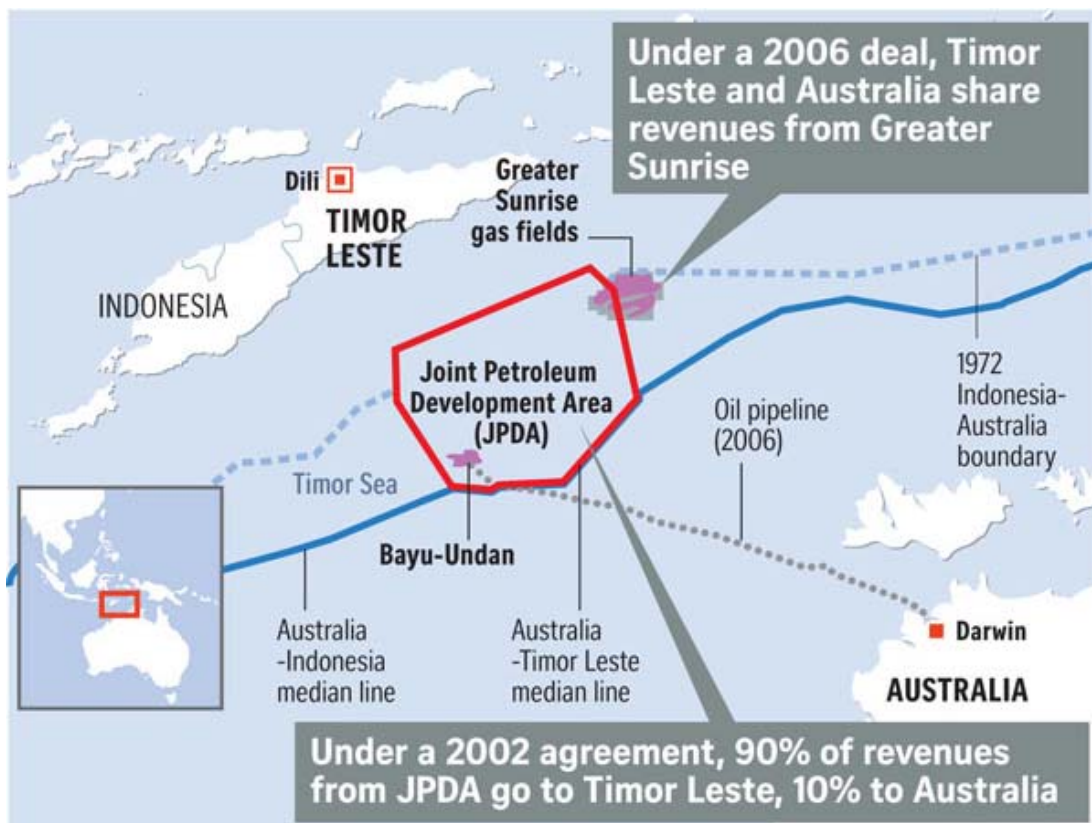 Under a 2006 deal, Timor
Leste and Australia share
revenues from Greater
Sunrise
Dili
TIMOR
LESTE
Greater
Sunrise
gas fields
INDONESIA
Joint Petroleum
Development Area
(JPDA)
Oil pipeline
(2006)
1972
Indonesia-
Australia
boundary
Timor Sea
Bayu-Undan
Australia
-Indonesia
median line
Australia
-Timor Leste
median line
Darwin
AUSTRALIA
Under a 2002 agreement, 90% of revenues
from JPDA go to Timor Leste, 10% to Australia